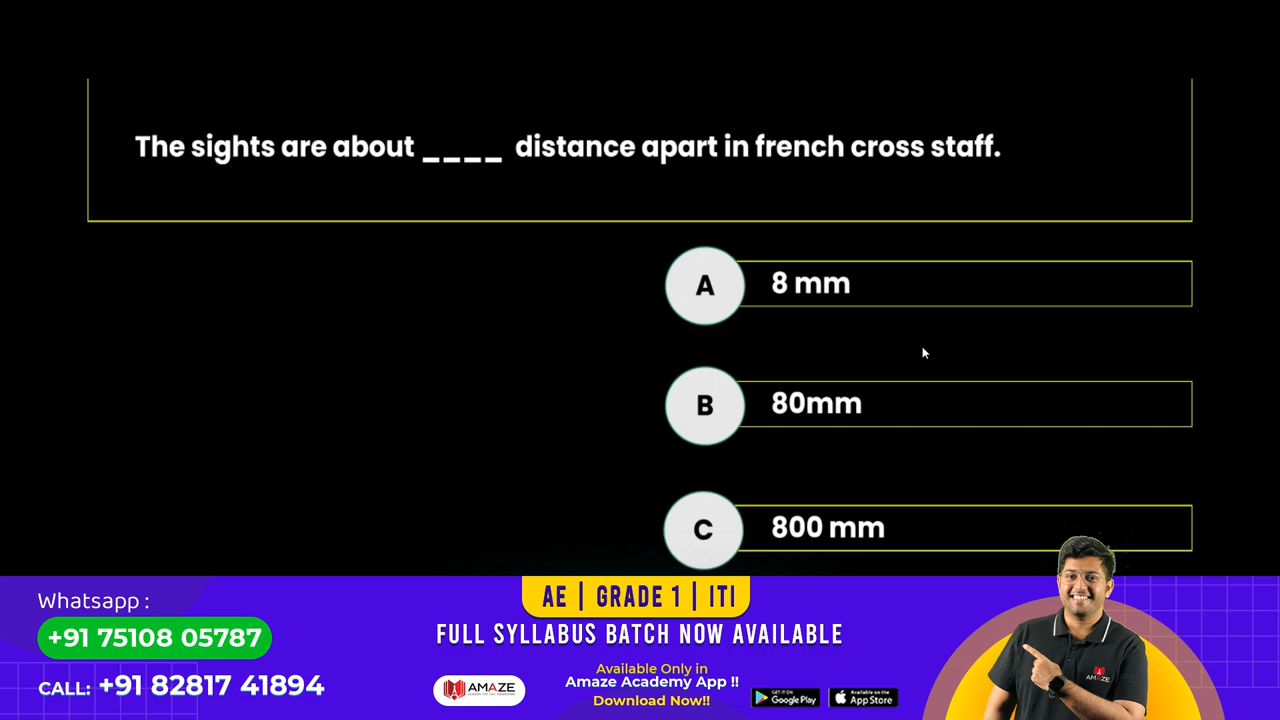 The sights are about ____ distance apart in french cross staff.
A
8 mm
B
80mm
C
800 mm
Whatsapp :
+91 75108 05787
CALL: +91 82817 41894
AE | GRADE 1 | ITI
FULL SYLLABUS BATCH NOW AVAILABLE
AMAZE
Available Only in
Amaze Academy App !!
Download Now!!
GET IT ON
Google Play
Available on the
App Store
AMAZE